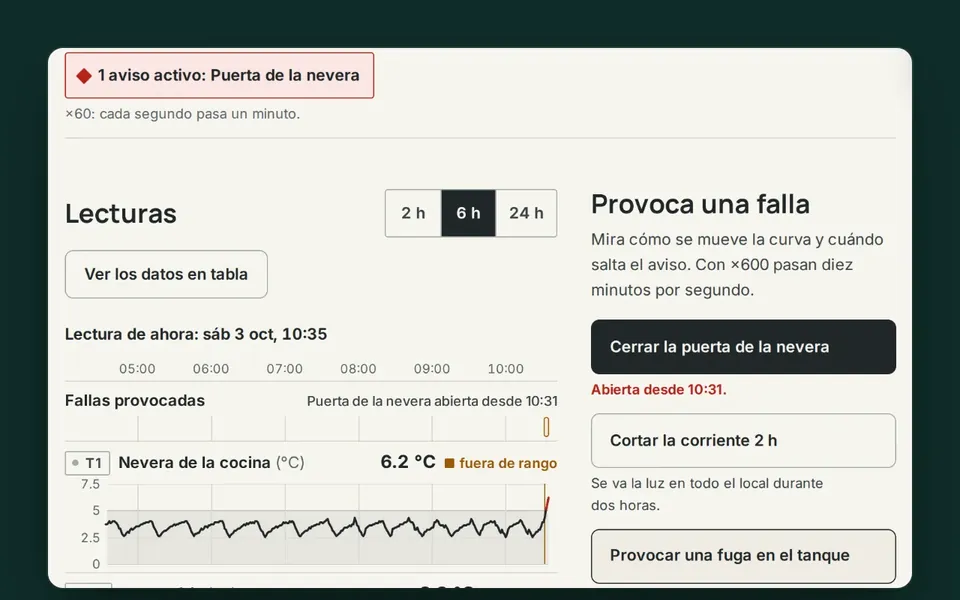 1 aviso activo: Puerta de la nevera
×60: cada segundo pasa un minuto.
Lecturas
2 h
6 h
24 h
Ver los datos en tabla
Lectura de ahora: sáb 3 oct, 10:35
05:00
06:00
07:00
08:00
09:00
10:00
Fallas provocadas
Puerta de la nevera abierta desde 10:31
T1
Nevera de la cocina (°C)
6.2 °C
fuera de rango
7.5
5
2.5
0
Provoca una falla
Mira cómo se mueve la curva y cuándo
salta el aviso. Con ×600 pasan diez
minutos por segundo.
Cerrar la puerta de la nevera
Abierta desde 10:31.
Cortar la corriente 2 h
Se va la luz en todo el local durante
dos horas.
Provocar una fuga en el tanque